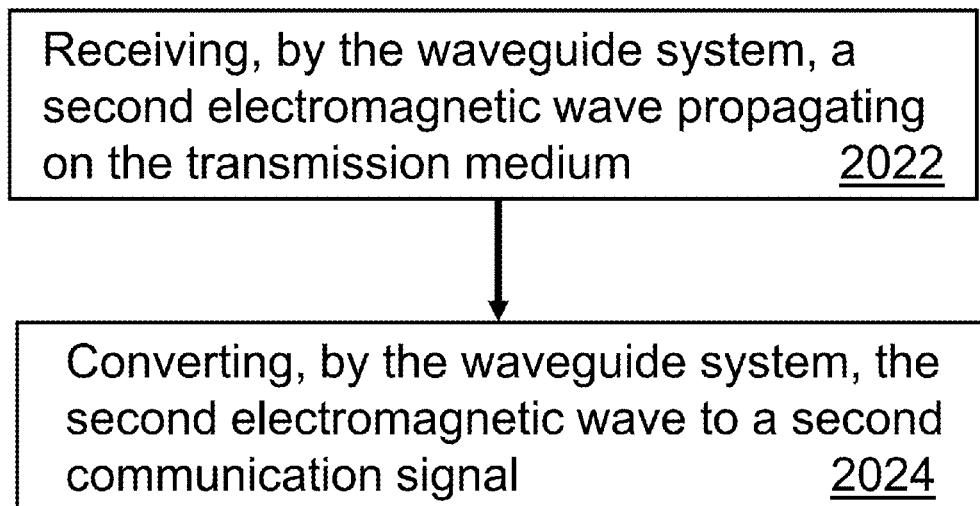 Receiving, by the waveguide system, a
second electromagnetic wave propagating
on the transmission medium 2022
Converting, by the waveguide system, the
second electromagnetic wave to a second
communication signal 2024